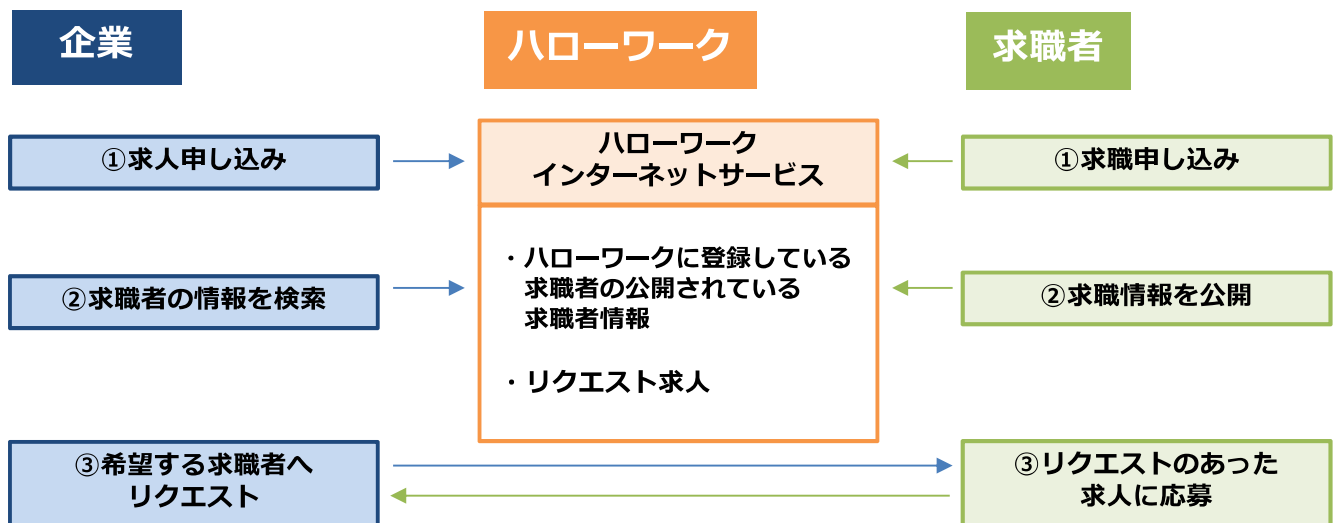 企業
ハローワーク
求職者
①求人申し込み
ハローワーク
インターネットサービス
①求職申し込み
②求職者の情報を検索
・ハローワークに登録している
求職者の公開されている
求職者情報
・リクエスト求人
②求職情報を公開
③希望する求職者へ
リクエスト
③リクエストのあった
求人に応募